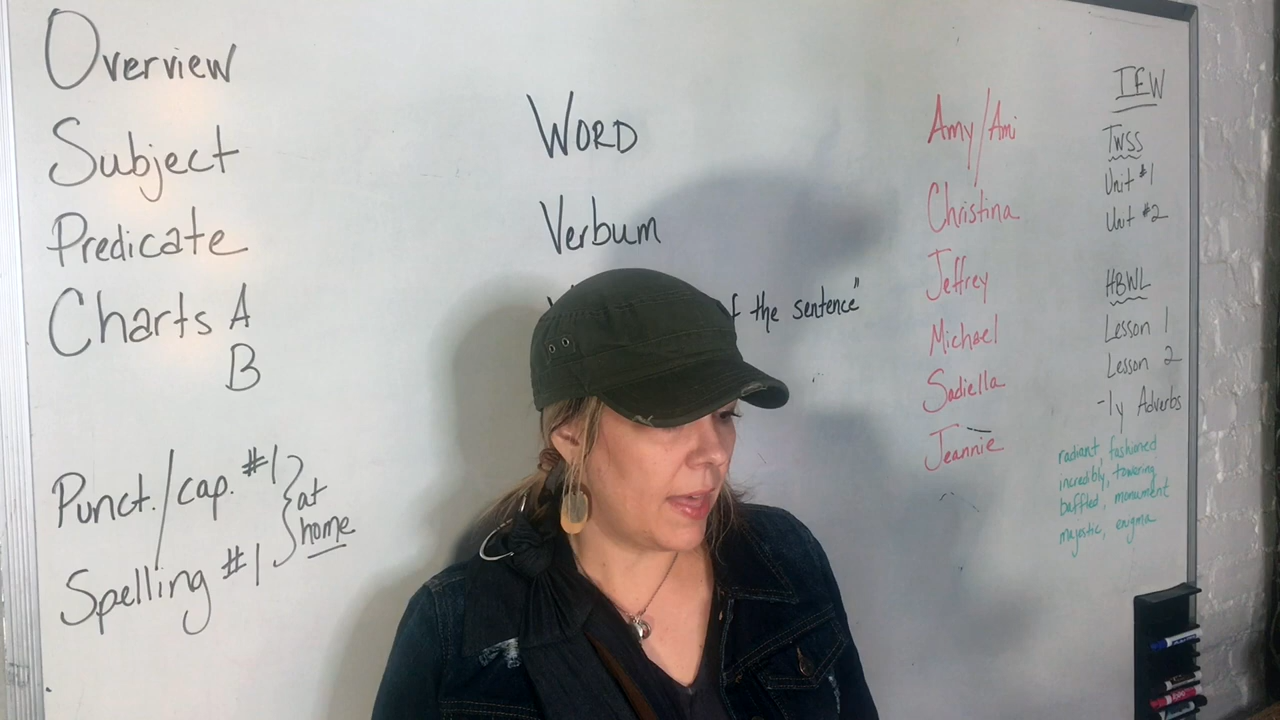 Overview
Subject
Predicate
Charts A
B
Punct./cap. #1
Spelling #1
at
home
WORD
Verbum
the sentence"
Amy/Ami
Christina
Jeffrey
Michael
Sadiella
Jeannie
IEW
TWSS
Unit #1
Unit #2
HBWL
Lesson 1
Lesson 2
-ly Adverbs
radiant, fashioned
incredibly, towering
baffled, monument
majestic, enigma